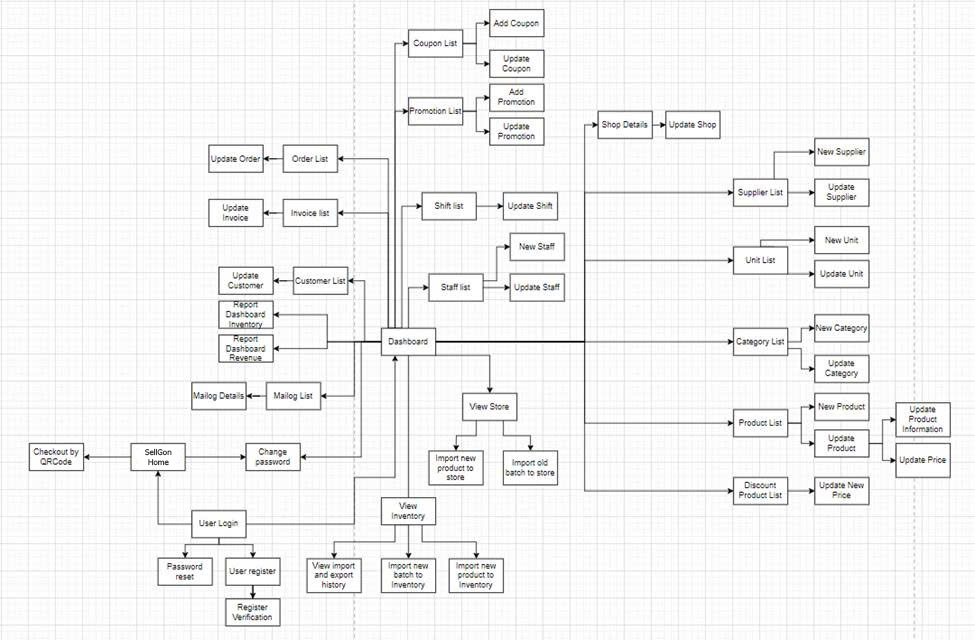 Add Coupon
Coupon List
Update
Coupon
Add
Promotion
Promotion List
Update
Promotion
Shop Details
Update Shop
New Supplier
Update Order
Order List
Supplier List
Update
Supplier
Update
Invoice
Invoice list
Shift list
Update Shift
New Staff
New Unit
Unit List
Update Unit
Update
Customer
Customer List
Staff list
Update Staff
Report
Dashboard
Inventory
Report
Dashboard
Revenue
Dashboard
New Category
Category List
Update
Category
Mailog Details
Mailog List
View Store
New Product
Product List
Update
Product
Update
Product
Information
Update Price
Checkout by
QRCode
SellGon
Home
Change
password
Import new
product to
store
Import old
batch to store
Discount
Product List
Update New
Price
User Login
View
Inventory
Password
reset
User register
View import
and export
history
Import new
batch to
Inventory
Import new
product to
Inventory
Register
Verification